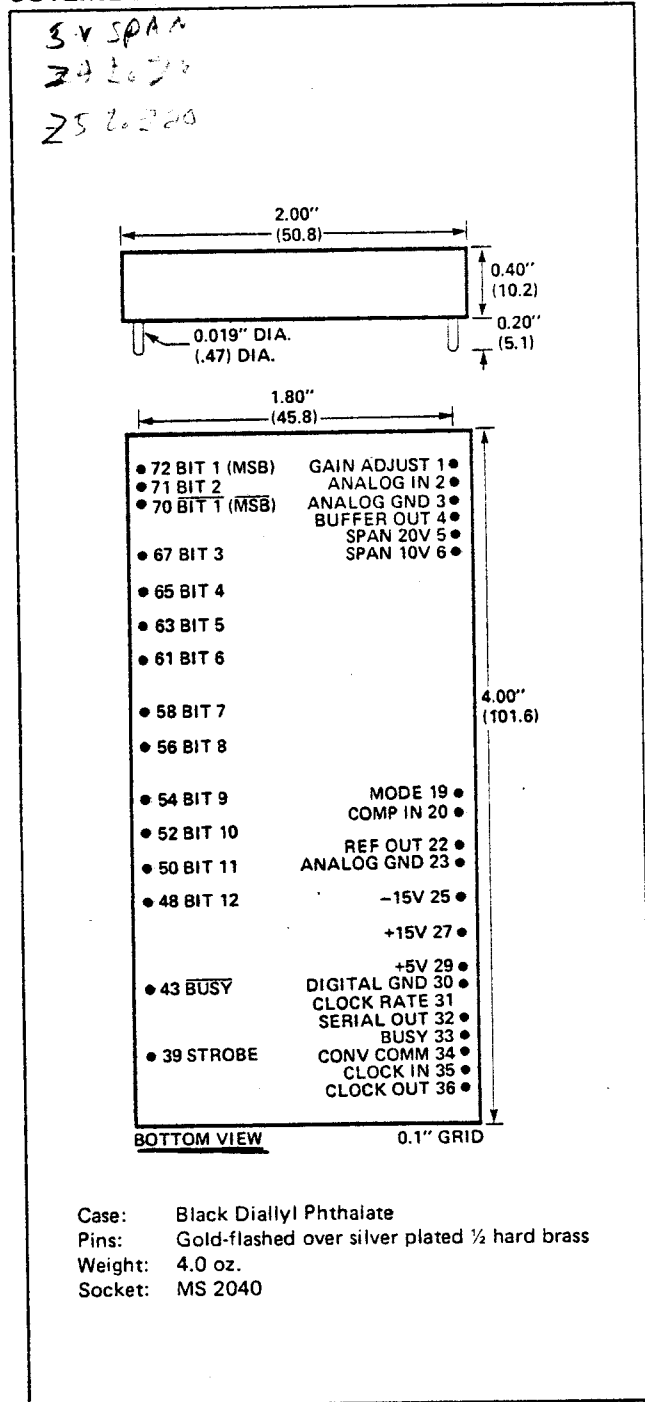 SPAN
2.00"
(50.8)
0.40"
(10.2)
0.20"
(5.1)
0.019" DIA.
(.47) DIA.
1.80"
(45.8)
72 BIT 1 (MSB) GAIN ADJUST 1
71 BIT 2 ANALOG IN 2
70 BIT 1 (MSB) ANALOG GND 3
BUFFER OUT 4
SPAN 20V 5
67 BIT 3 SPAN 10V 6
65 BIT 4
63 BIT 5
61 BIT 6
4.00"
(101.6)
58 BIT 7
56 BIT 8
54 BIT 9 MODE 19
COMP IN 20
52 BIT 10
REF OUT 22
50 BIT 11 ANALOG GND 23
48 BIT 12 −15V 25
+15V 27
+5V 29
43 BUSY DIGITAL GND 30
CLOCK RATE 31
SERIAL OUT 32
BUSY 33
39 STROBE CONV COMM 34
CLOCK IN 35
CLOCK OUT 36
BOTTOM VIEW 0.1" GRID
Case: Black Diallyl Phthalate
Pins: Gold-flashed over silver plated ½ hard brass
Weight: 4.0 oz.
Socket: MS 2040